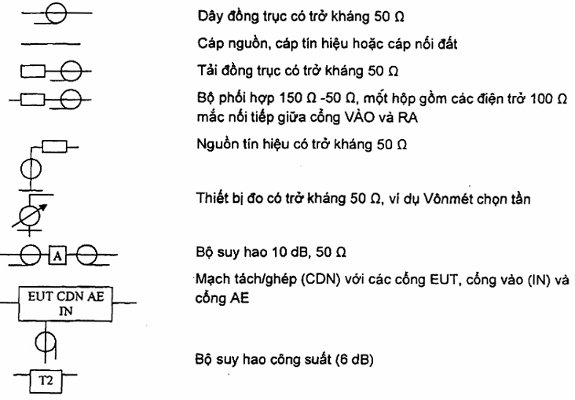 Dây đồng trục có trở kháng 50 Ω
Cáp nguồn, cáp tín hiệu hoặc cáp nối đất
Tải đồng trục có trở kháng 50 Ω
Bộ phối hợp 150 Ω -50 Ω, một hộp gồm các điện trở 100 Ω
mắc nối tiếp giữa cổng VÀO và RA
Nguồn tín hiệu có trở kháng 50 Ω
Thiết bị đo có trở kháng 50 Ω, ví dụ Vônmét chọn tần
A
Bộ suy hao 10 dB, 50 Ω
Mạch tách/ghép (CDN) với các cổng EUT, cổng vào (IN) và
cổng AE
EUT CDN AE
IN
Bộ suy hao công suất (6 dB)
T2